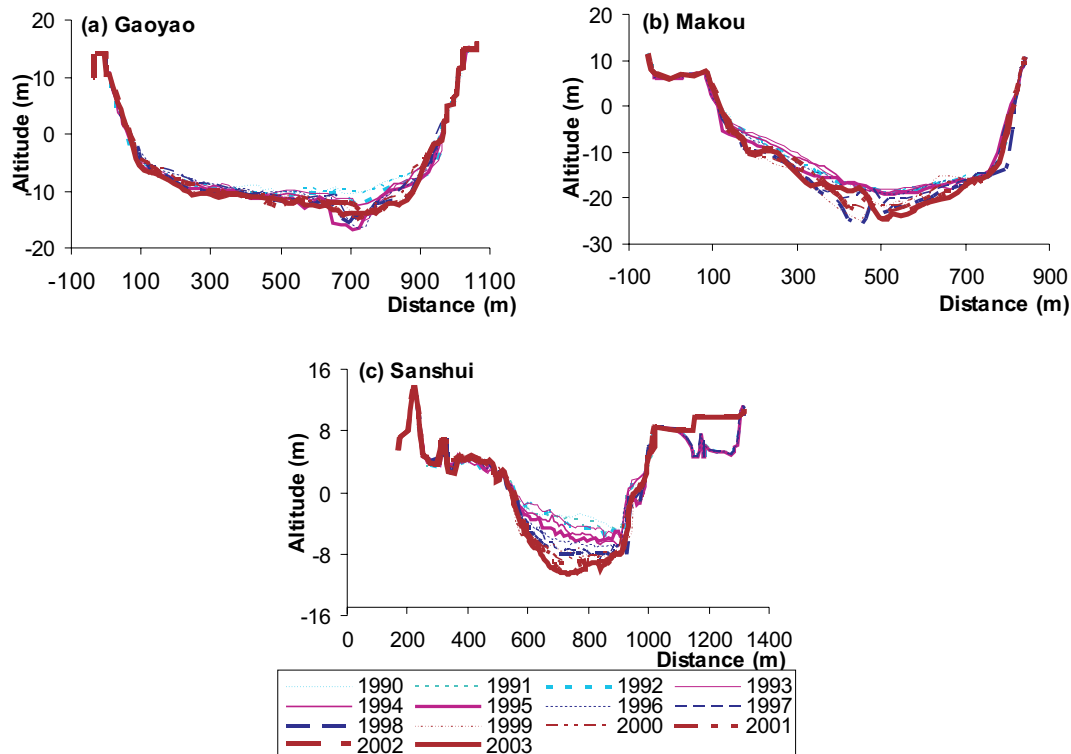 (a) Gaoyao
Altitude (m)
20
10
0
-10
-20
-100 100 300 500 700 900 1100
Distance (m)
(b) Makou
Altitude (m)
20
10
0
-10
-20
-30
-100 100 300 500 700 900
Distance (m)
(c) Sanshui
Altitude (m)
16
8
0
-8
-16
0 200 400 600 800 1000 1200 1400
Distance (m)
1990 1991 1992 1993
1994 1995 1996 1997
1998 1999 2000 2001
2002 2003